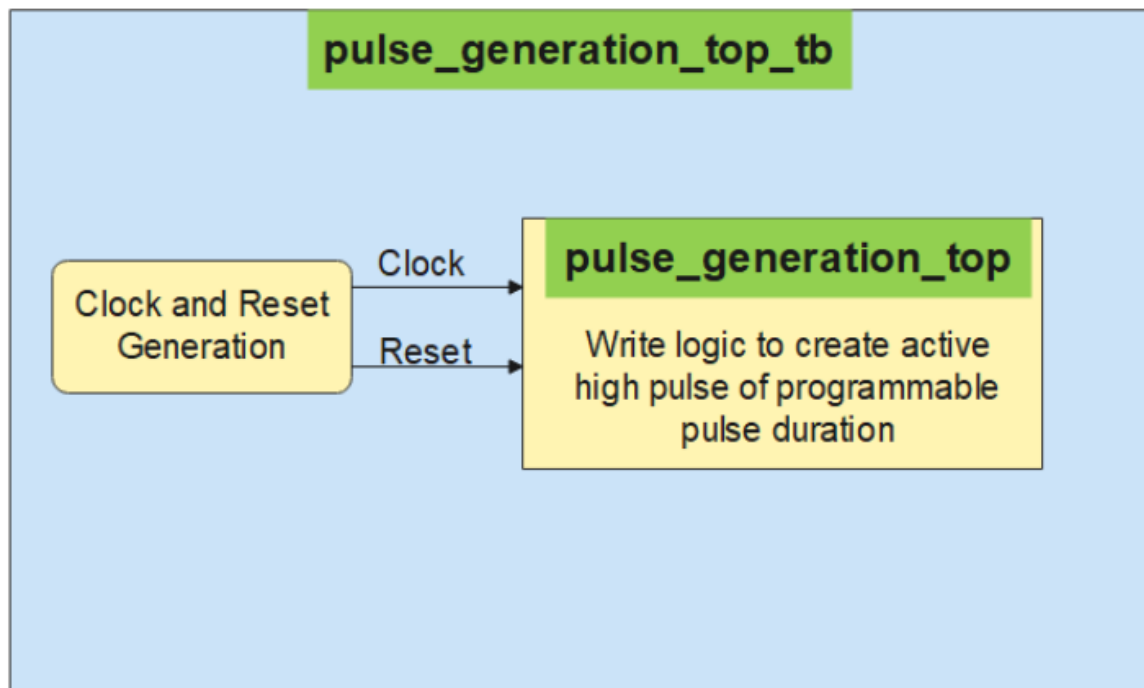 pulse_generation_top_tb
Clock
pulse_generation_top
Clock and Reset
Generation
Reset
Write logic to create active
high pulse of programmable
pulse duration